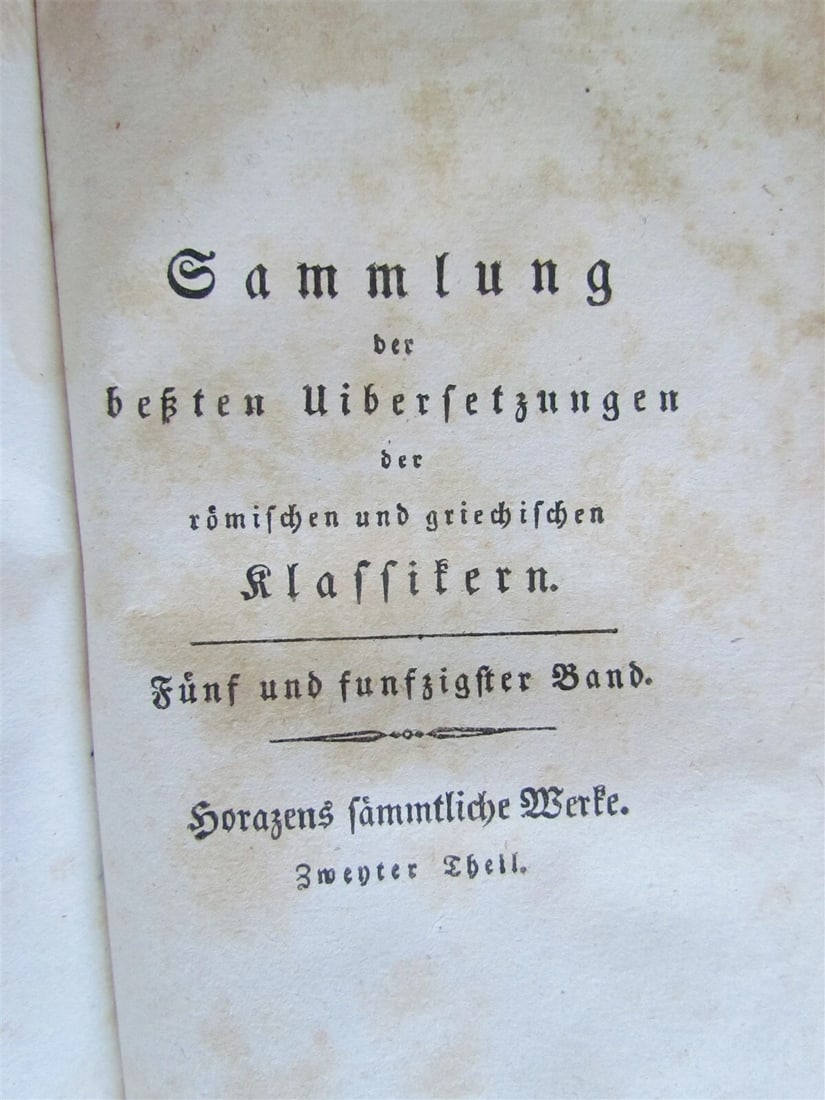 Sammlung
der
beßten Uiberſetzungen
der
römiſchen und griechiſchen
Klaſſikern.
Fünf und funfzigſter Band.
Horazens ſämmtliche Werke.
Zweyter Theil.